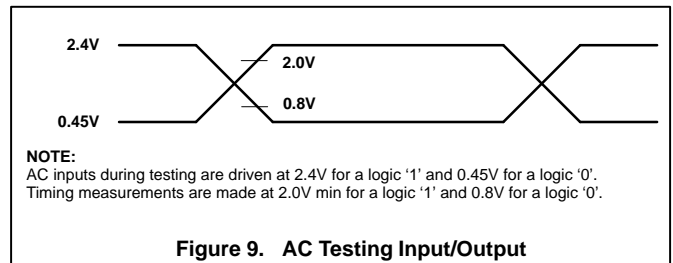 2.4V
2.0V
0.8V
0.45V
NOTE:
AC inputs during testing are driven at 2.4V for a logic ‘1’ and 0.45V for a logic ‘0’.
Timing measurements are made at 2.0V min for a logic ‘1’ and 0.8V for a logic ‘0’.
Figure 9. AC Testing Input/Output